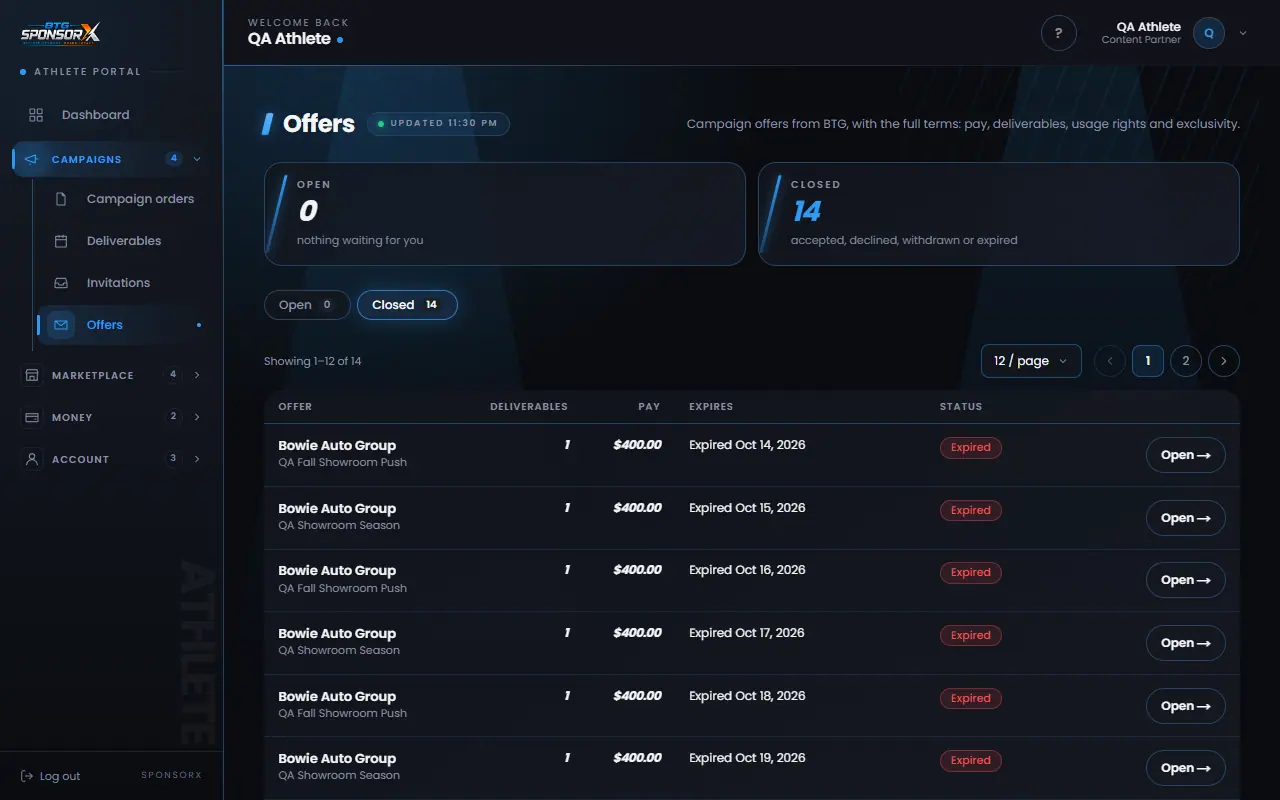 BTG
SPONSORX
ATHLETE PORTAL
Dashboard
CAMPAIGNS 4
Campaign orders
Deliverables
Invitations
Offers
MARKETPLACE 4
MONEY 2
ACCOUNT 3
ATHLETE
Log out SPONSORX
WELCOME BACK
QA Athlete
?
QA Athlete
Content Partner
Q
Offers UPDATED 11:30 PM
Campaign offers from BTG, with the full terms: pay, deliverables, usage rights and exclusivity.
OPEN
0
nothing waiting for you
CLOSED
14
accepted, declined, withdrawn or expired
Open 0 Closed 14
Showing 1–12 of 14 12 / page 1 2
OFFER DELIVERABLES PAY EXPIRES STATUS
Bowie Auto Group 1 $400.00 Expired Oct 14, 2026 Expired Open →
QA Fall Showroom Push
Bowie Auto Group 1 $400.00 Expired Oct 15, 2026 Expired Open →
QA Showroom Season
Bowie Auto Group 1 $400.00 Expired Oct 16, 2026 Expired Open →
QA Fall Showroom Push
Bowie Auto Group 1 $400.00 Expired Oct 17, 2026 Expired Open →
QA Showroom Season
Bowie Auto Group 1 $400.00 Expired Oct 18, 2026 Expired Open →
QA Fall Showroom Push
Bowie Auto Group 1 $400.00 Expired Oct 19, 2026 Expired Open →
QA Showroom Season